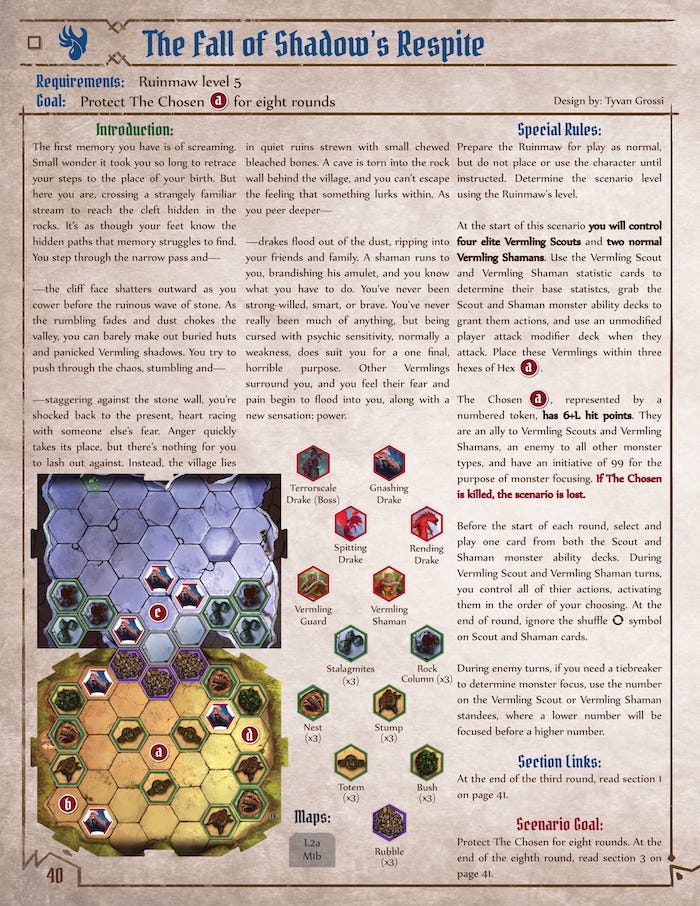 The Fall of Shadow's Respite
Requirements: Ruinmaw level 5
Goal: Protect The Chosen a for eight rounds
Design by: Tyvan Grossi
Introduction:
The first memory you have is of screaming.
Small wonder it took you so long to retrace
your steps to the place of your birth. But
here you are, crossing a strangely familiar
stream to reach the cleft hidden in the
rocks. It's as though your feet know the
hidden paths that memory struggles to find.
You step through the narrow pass and—
—the cliff face shatters outward as you
cower before the ruinous wave of stone. As
the rumbling fades and dust chokes the
valley, you can barely make out buried huts
and panicked Vermling shadows. You try to
push through the chaos, stumbling and—
—staggering against the stone wall, you're
shocked back to the present, heart racing
with someone else's fear. Anger quickly
takes its place, but there's nothing for you
to lash out against. Instead, the village lies
in quiet ruins strewn with small chewed
bleached bones. A cave is torn into the rock
wall behind the village, and you can't escape
the feeling that something lurks within. As
you peer deeper—
—drakes flood out of the dust, ripping into
your friends and family. A shaman runs to
you, brandishing his amulet, and you know
what you have to do. You've never been
strong-willed, smart, or brave. You've never
really been much of anything, but being
cursed with psychic sensitivity, normally a
weakness, does suit you for a one final,
horrible purpose. Other Vermlings
surround you, and you feel their fear and
pain begin to flood into you, along with a
new sensation: power.
Special Rules:
Prepare the Ruinmaw for play as normal,
but do not place or use the character until
instructed. Determine the scenario level
using the Ruinmaw's level.
At the start of this scenario you will control
four elite Vermling Scouts and two normal
Vermling Shamans. Use the Vermling Scout
and Vermling Shaman statistic cards to
determine their base statistcs, grab the
Scout and Shaman monster ability decks to
grant them actions, and use an unmodified
player attack modifier deck when they
attack. Place these Vermlings within three
hexes of Hex a.
The Chosen a, represented by a
numbered token, has 6+L hit points. They
are an ally to Vermling Scouts and Vermling
Shamans, an enemy to all other monster
types, and have an initiative of 99 for the
purpose of monster focusing. If The Chosen
is killed, the scenario is lost.
Before the start of each round, select and
play one card from both the Scout and
Shaman monster ability decks. During
Vermling Scout and Vermling Shaman turns,
you control all of thier actions, activating
them in the order of your choosing. At the
end of round, ignore the shuffle symbol
on Scout and Shaman cards.
During enemy turns, if you need a tiebreaker
to determine monster focus, use the number
on the Vermling Scout or Vermling Shaman
standees, where a lower number will be
focused before a higher number.
Section Links:
At the end of the third round, read section 1
on page 41.
Scenario Goal:
Protect The Chosen for eight rounds. At the
end of the eighth round, read section 3 on
page 41.
Terrorscale
Drake (Boss)
Gnashing
Drake
Spitting
Drake
Rending
Drake
Vermling
Guard
Vermling
Shaman
Stalagmites
(x3)
Rock
Column (x3)
Nest
(x3)
Stump
(x3)
Totem
(x3)
Bush
(x3)
Maps:
L2a
M1b
Rubble
(x3)
c
a
d
b
40